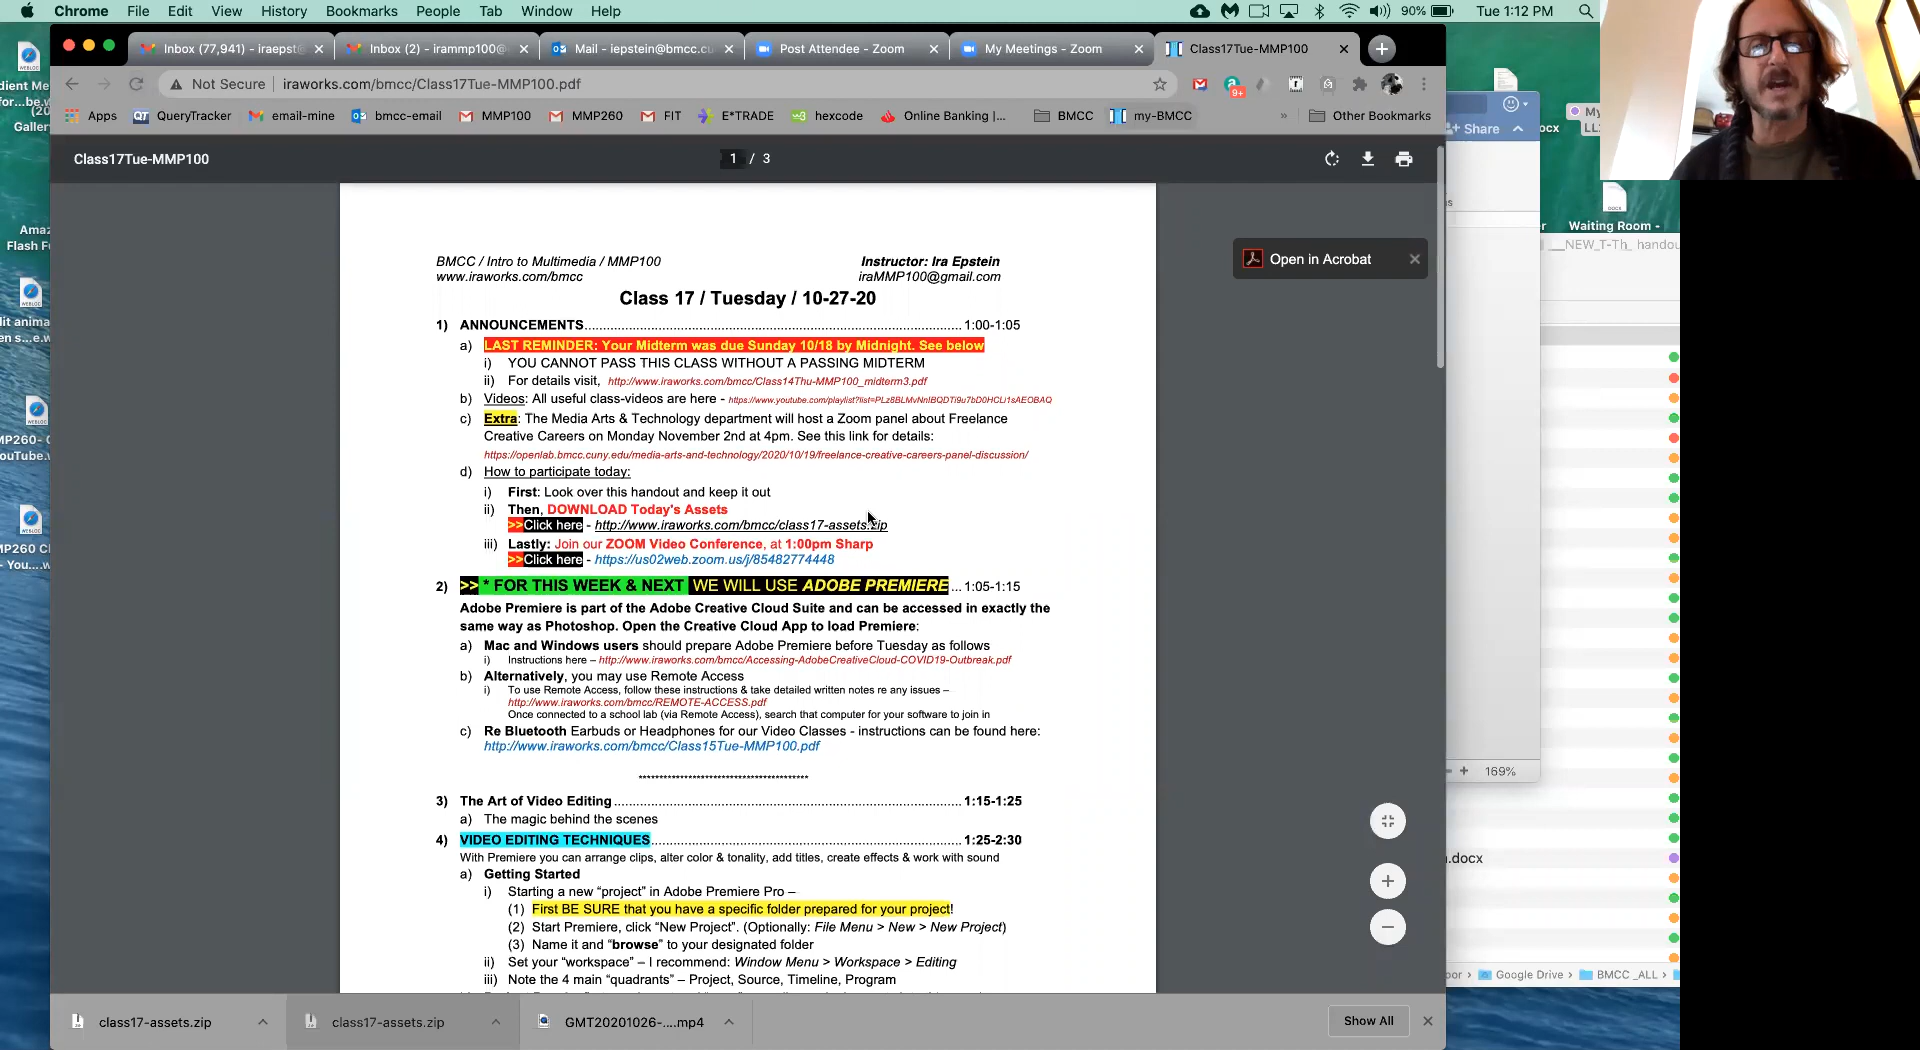 Chrome File Edit View History Bookmarks People Tab Window Help 90% Tue 1:12 PM
Inbox (77,941) - iraepst@ Inbox (2) - irammp100@ Mail - iepstein@bmcc.cu Post Attendee - Zoom My Meetings - Zoom Class17Tue-MMP100
Not Secure iraworks.com/bmcc/Class17Tue-MMP100.pdf 9+
Apps QueryTracker email-mine bmcc-email MMP100 MMP260 FIT E*TRADE hexcode Online Banking |... BMCC my-BMCC » Other Bookmarks
Class17Tue-MMP100 1 / 3
Open in Acrobat
BMCC / Intro to Multimedia / MMP100 Instructor: Ira Epstein
www.iraworks.com/bmcc iraMMP100@gmail.com
Class 17 / Tuesday / 10-27-20
1) ANNOUNCEMENTS 1:00-1:05
a) LAST REMINDER: Your Midterm was due Sunday 10/18 by Midnight. See below
i) YOU CANNOT PASS THIS CLASS WITHOUT A PASSING MIDTERM
ii) For details visit, http://www.iraworks.com/bmcc/Class14Thu-MMP100_midterm3.pdf
b) Videos: All useful class-videos are here -
c) Extra: The Media Arts & Technology department will host a Zoom panel about Freelance
Creative Careers on Monday November 2nd at 4pm. See this link for details:
https://openlab.bmcc.cuny.edu/media-arts-and-technology/2020/10/19/freelance-creative-careers-panel-discussion/
d) How to participate today:
i) First: Look over this handout and keep it out
ii) Then, DOWNLOAD Today's Assets
>>Click here - http://www.iraworks.com/bmcc/class17-assets.zip
iii) Lastly: Join our ZOOM Video Conference, at 1:00pm Sharp
>>Click here - https://us02web.zoom.us/j/85482774448
2) >> * FOR THIS WEEK & NEXT WE WILL USE ADOBE PREMIERE ... 1:05-1:15
Adobe Premiere is part of the Adobe Creative Cloud Suite and can be accessed in exactly the
same way as Photoshop. Open the Creative Cloud App to load Premiere:
a) Mac and Windows users should prepare Adobe Premiere before Tuesday as follows
i) Instructions here – http://www.iraworks.com/bmcc/Accessing-AdobeCreativeCloud-COVID19-Outbreak.pdf
b) Alternatively, you may use Remote Access
i) To use Remote Access, follow these instructions & take detailed written notes re any issues –
http://www.iraworks.com/bmcc/REMOTE-ACCESS.pdf
Once connected to a school lab (via Remote Access), search that computer for your software to join in
c) Re Bluetooth Earbuds or Headphones for our Video Classes - instructions can be found here:
http://www.iraworks.com/bmcc/Class15Tue-MMP100.pdf
****************************************
3) The Art of Video Editing 1:15-1:25
a) The magic behind the scenes
4) VIDEO EDITING TECHNIQUES 1:25-2:30
With Premiere you can arrange clips, alter color & tonality, add titles, create effects & work with sound
a) Getting Started
i) Starting a new “project” in Adobe Premiere Pro –
(1) First BE SURE that you have a specific folder prepared for your project!
(2) Start Premiere, click “New Project”. (Optionally: File Menu > New > New Project)
(3) Name it and “browse” to your designated folder
ii) Set your “workspace” – I recommend: Window Menu > Workspace > Editing
iii) Note the 4 main “quadrants” – Project, Source, Timeline, Program
class17-assets.zip class17-assets.zip GMT20201026-....mp4 Show All
dient Me
for...be.w
Galler
Amaz
Flash Fu
dit anima
en s...e.w
MP260- C
ouTube.w
MP260 Cl
- You....w
Share
ocx
My
LL
Waiting Room -
__NEW_T-Th_ handou
169%
.docx
Google Drive > BMCC _ALL >